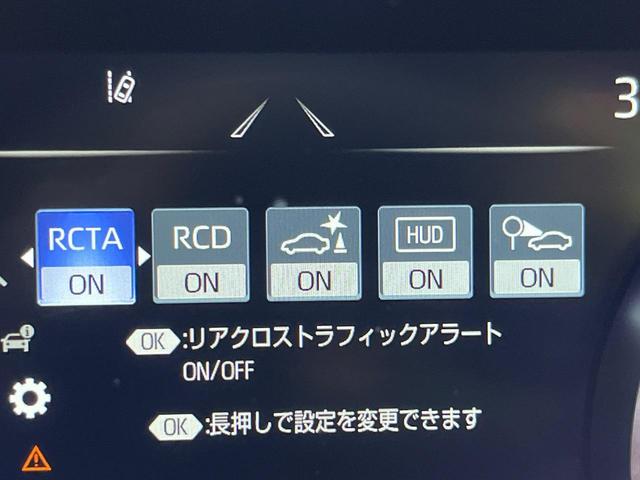 3
RCTA RCD HUD
ON ON ON ON ON
OK :リアクロストラフィックアラート
ON/OFF
OK :長押しで設定を変更できます